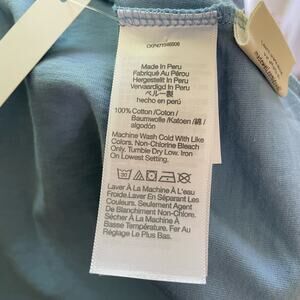 Made In Peru
Fabriqué Au Pérou
Hergestellt In Peru
Vervaardigd In Peru
ペルー製
hecho en perú
100% Cotton /Coton /
Baumwolle /Katoen /綿 /
algodón
Machine Wash Cold With Like
Colors. Non-Chlorine Bleach
Only. Tumble Dry Low. Iron
On Lowest Setting.
Laver À La Machine À L'eau
Froide. Laver En Séparant Les
Couleurs. Seulement Agent
De Blanchiment Non-Chlore.
Sécher À La Machine À
Basse Température. Fer Au
Réglage Le Plus Bas.